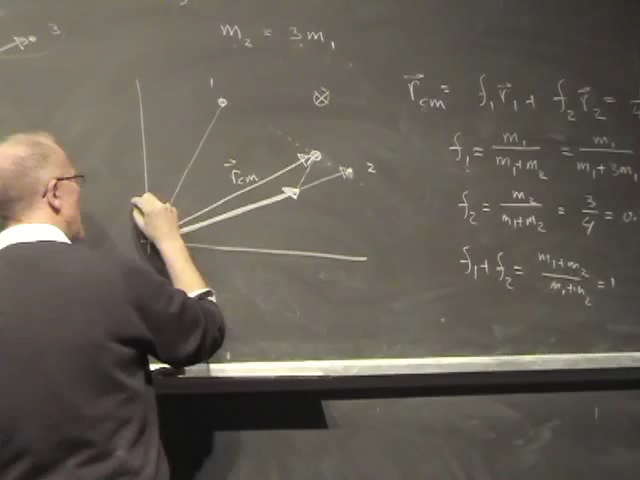 3
m₂ = 3m₁
1
2
r⃗cm
r⃗cm = f₁r⃗₁ + f₂r⃗₂ =
f₁ = m₁/(m₁+m₂) = m₁/(m₁+3m₁
f₂ = m₂/(m₁+m₂) = 3/4 = 0.
f₁+f₂ = (m₁+m₂)/(m₁+m₂) = 1